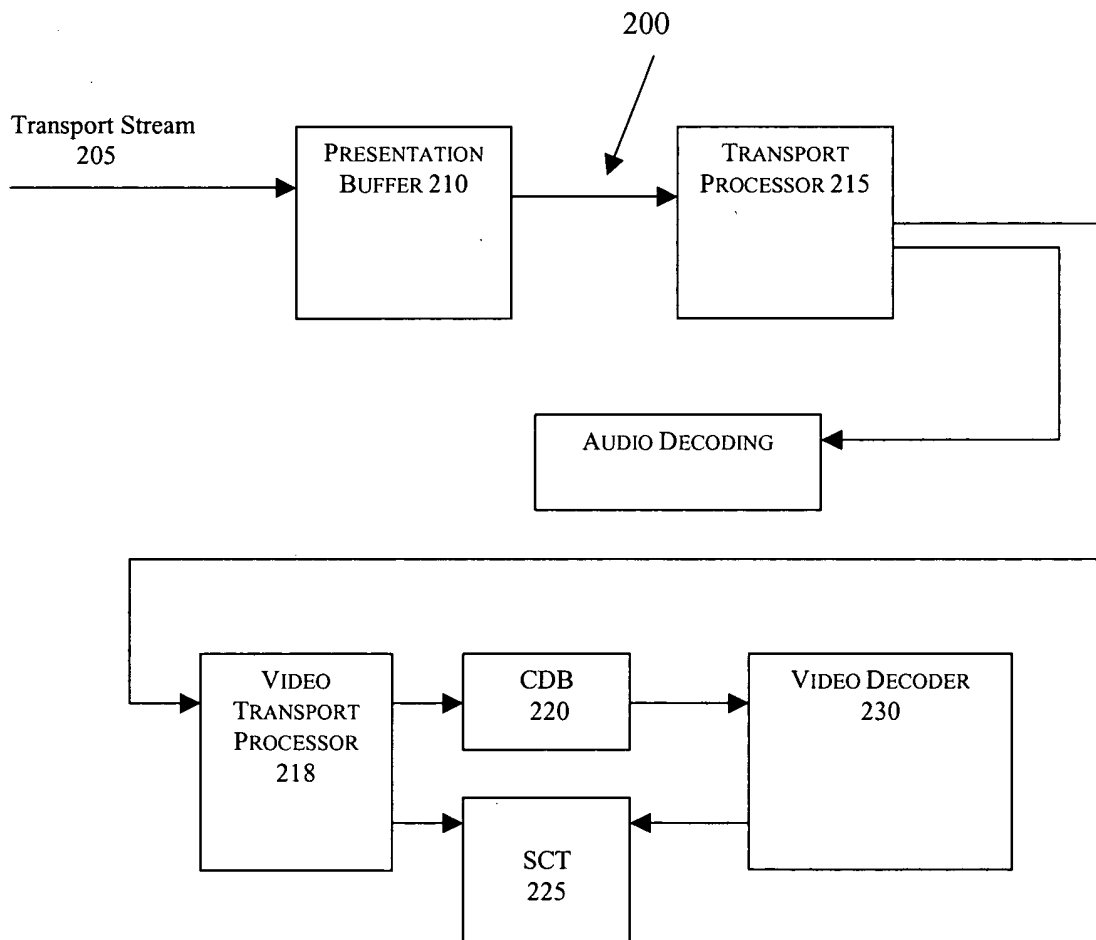 200
Transport Stream
205
PRESENTATION
BUFFER 210
TRANSPORT
PROCESSOR 215
AUDIO DECODING
VIDEO
TRANSPORT
PROCESSOR
218
CDB
220
VIDEO DECODER
230
SCT
225